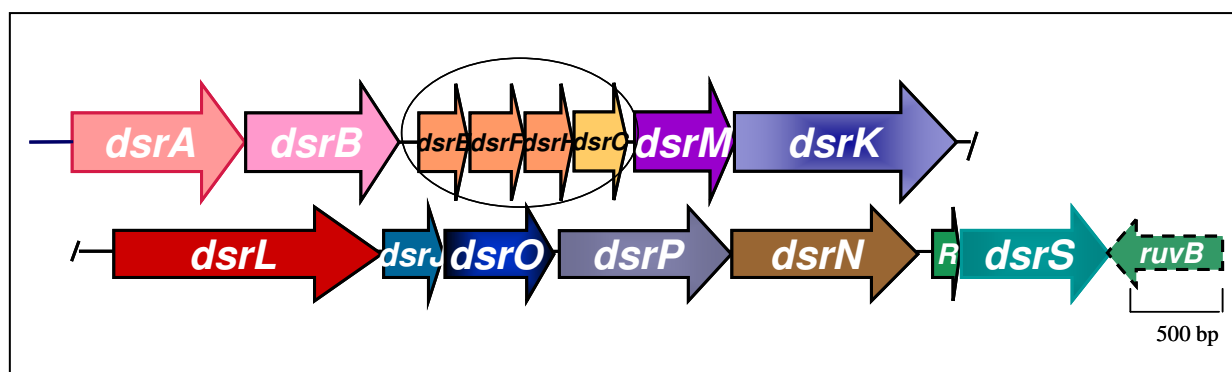 dsrA dsrB dsrE dsrF dsrH dsrC dsrM dsrK
dsrL dsrJ dsrO dsrP dsrN R dsrS ruvB
500 bp